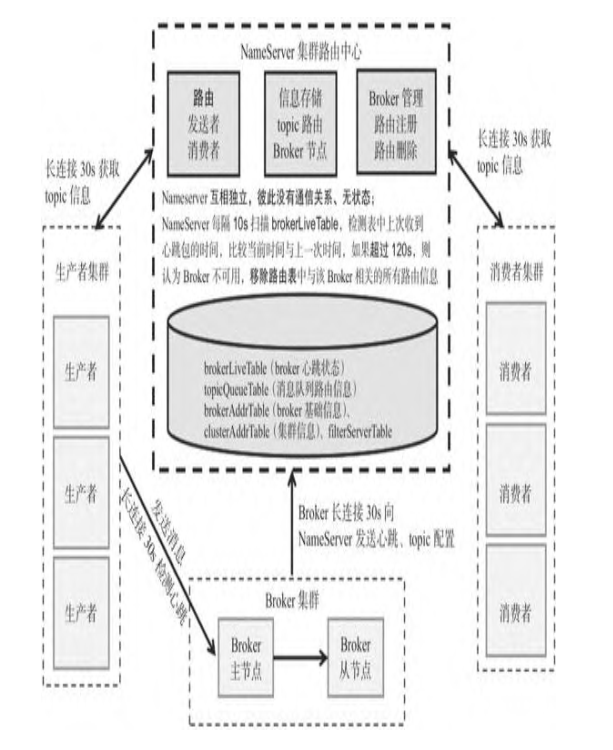 NameServer 集群路由中心
路由
发送者
消费者
信息存储
topic 路由
Broker 节点
Broker 管理
路由注册
路由删除
长连接 30s 获取
topic 信息
长连接 30s 获取
topic 信息
Nameserver 互相独立，彼此没有通信关系、无状态；
NameServer 每隔 10s 扫描 brokerLiveTable，检测表中上次收到
心跳包的时间，比较当前时间与上一次时间，如果超过 120s，则
认为 Broker 不可用，移除路由表中与该 Broker 相关的所有路由信息
brokerLiveTable（broker 心跳状态）
topicQueueTable（消息队列路由信息）
brokerAddrTable（broker 基础信息）、
clusterAddrTable（集群信息）、filterServerTable
生产者集群
生产者
生产者
生产者
消费者集群
消费者
消费者
消费者
发送消息
长连接 30s 检测心跳
Broker 长连接 30s 向
NameServer 发送心跳、topic 配置
Broker 集群
Broker
主节点
Broker
从节点